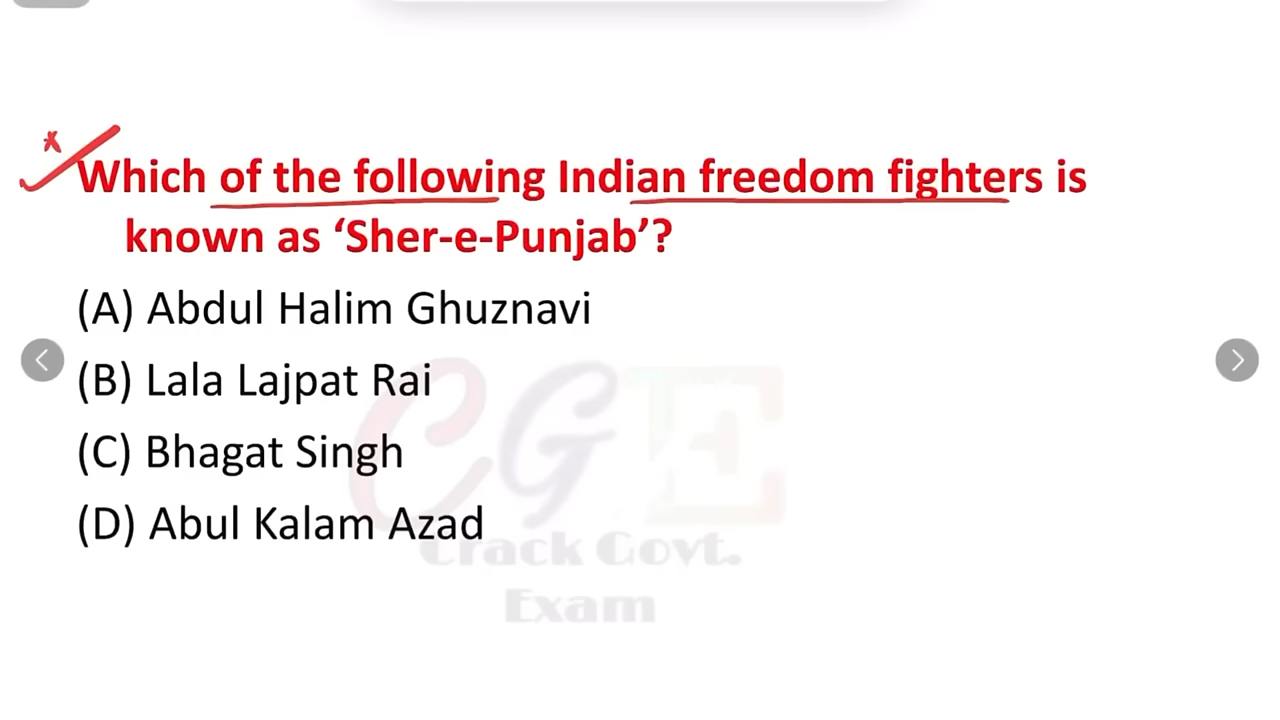 Which of the following Indian freedom fighters is
known as ‘Sher-e-Punjab’?
(A) Abdul Halim Ghuznavi
(B) Lala Lajpat Rai
(C) Bhagat Singh
(D) Abul Kalam Azad
CGE
Crack Govt.
Exam